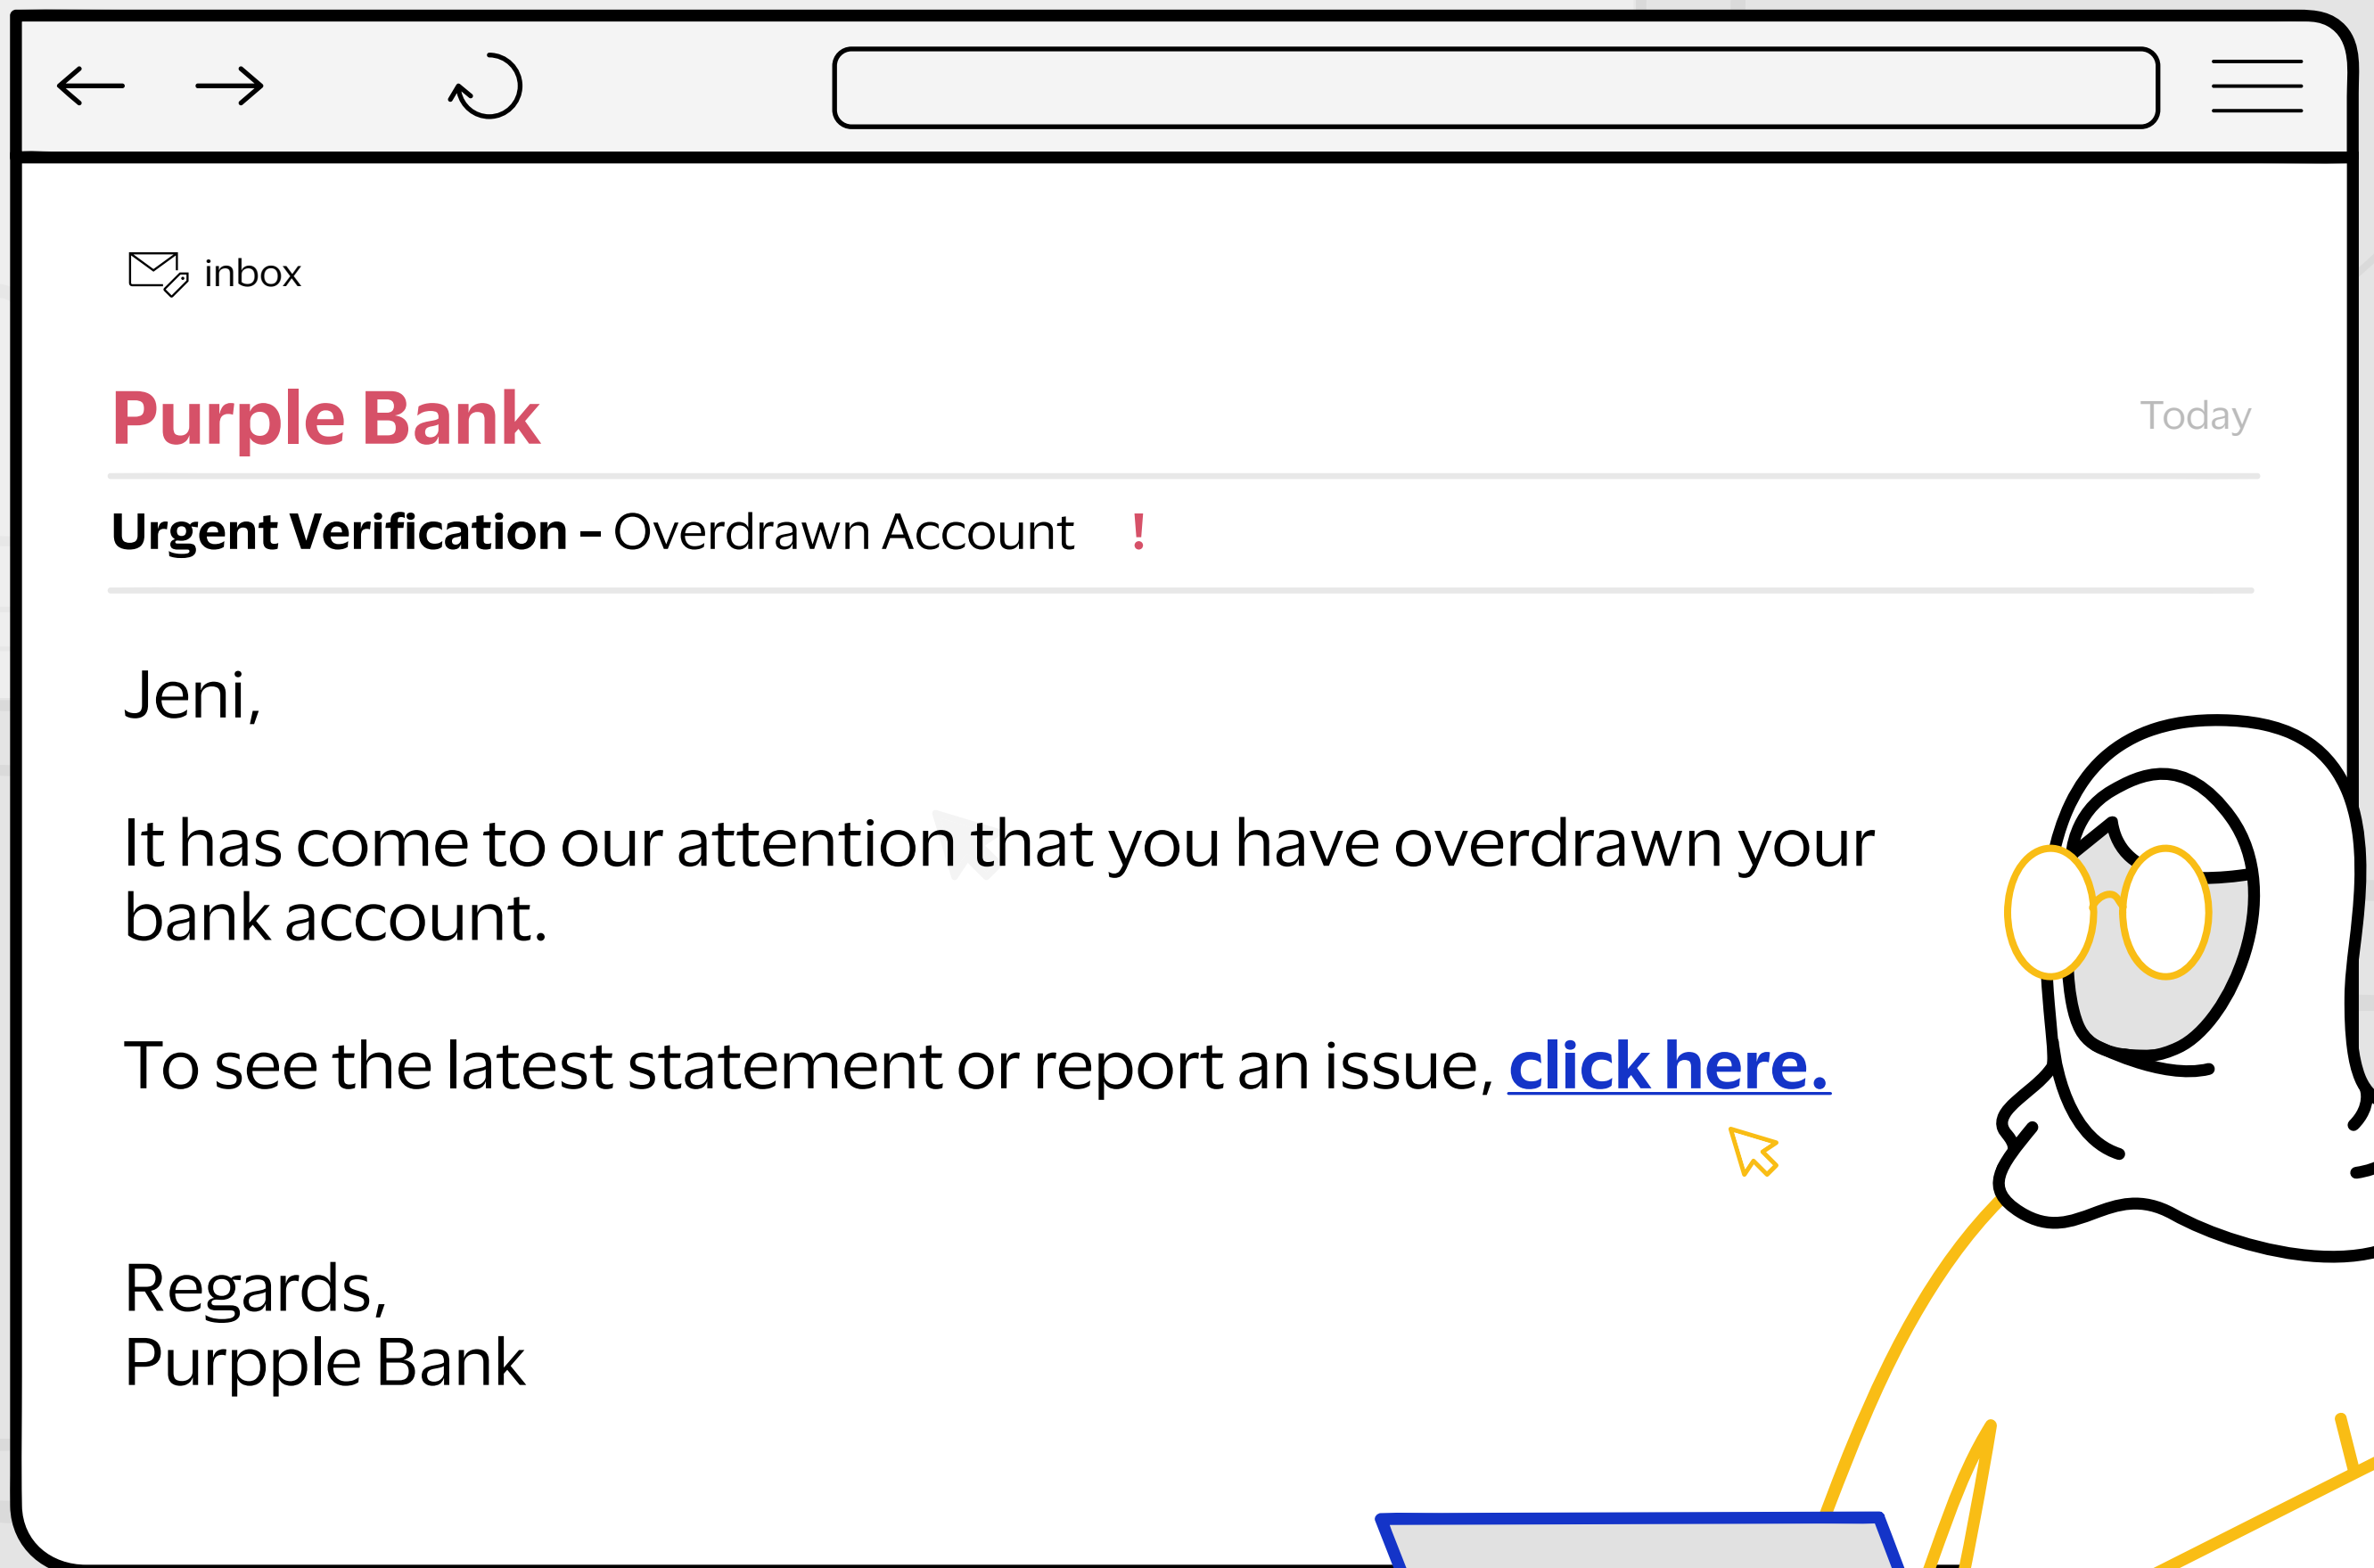 inbox
Purple Bank
Today
Urgent Verification – Overdrawn Account !
Jeni,
It has come to our attention that you have overdrawn your
bank account.
To see the latest statement or report an issue, click here.
Regards,
Purpple Bank